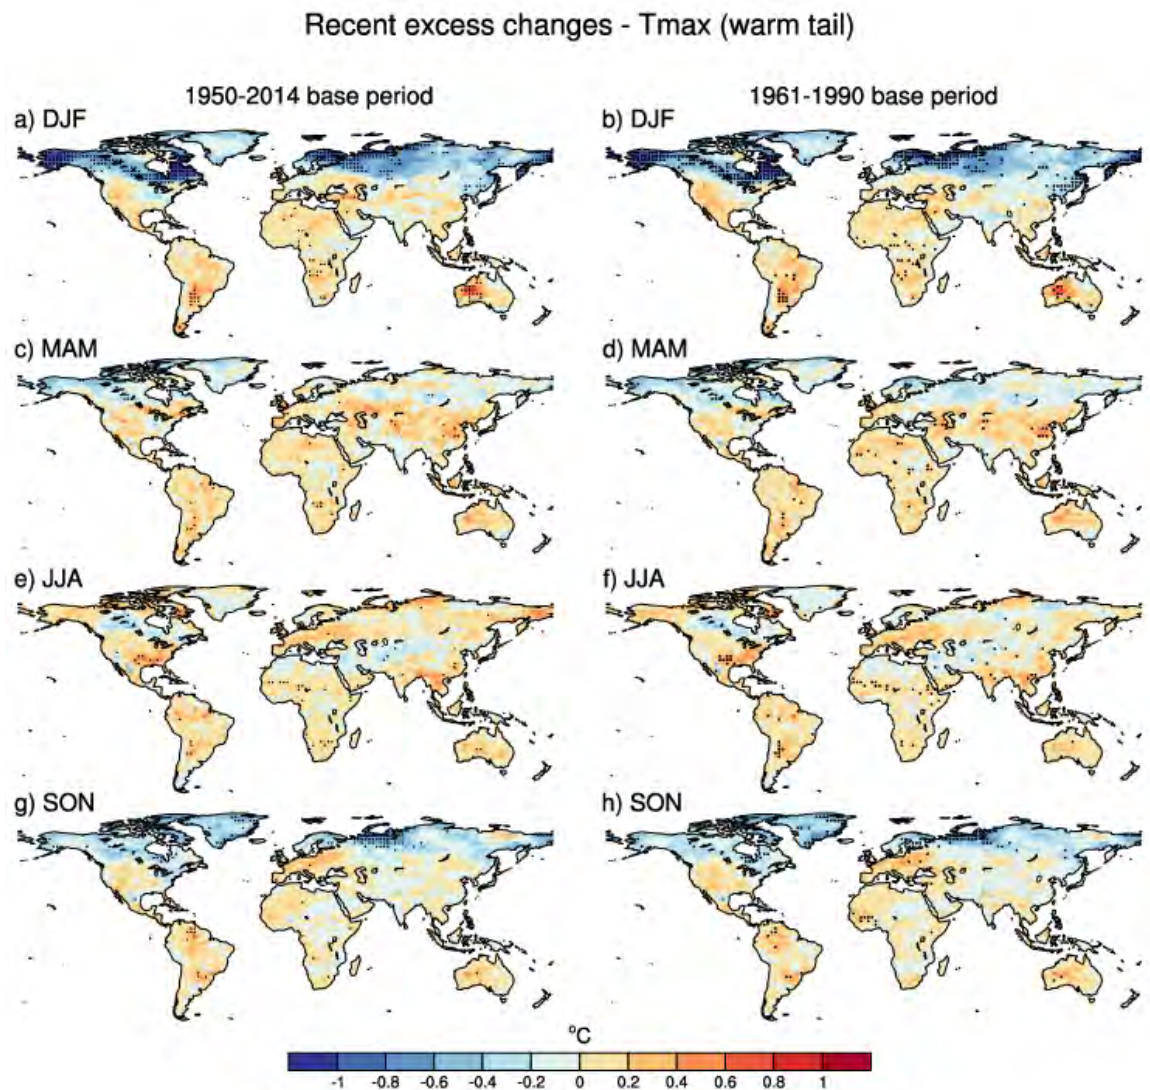 Recent excess changes - Tmax (warm tail)
1950-2014 base period
1961-1990 base period
a) DJF
b) DJF
c) MAM
d) MAM
e) JJA
f) JJA
g) SON
h) SON
°C
-1 -0.8 -0.6 -0.4 -0.2 0 0.2 0.4 0.6 0.8 1